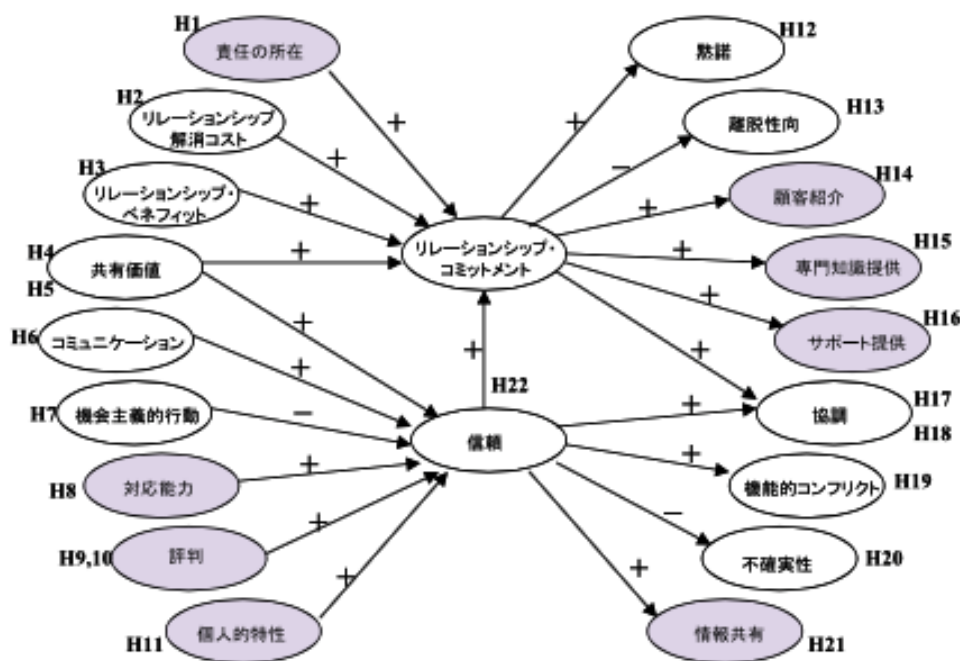 H1
責任の所在
H2
リレーションシップ
解消コスト
H3
リレーションシップ・
ベネフィット
H4
共有価値
H5
H6
コミュニケーション
H7
機会主義的行動
H8
対応能力
H9,10
評判
H11
個人的特性
+
+
+
+
+
+
−
+
+
+
リレーションシップ・
コミットメント
+
H22
信頼
+
−
+
+
+
+
+
+
−
+
H12
黙諾
H13
離脱性向
H14
顧客紹介
H15
専門知識提供
H16
サポート提供
H17
協調
H18
機能的コンフリクト
H19
不確実性
H20
情報共有
H21